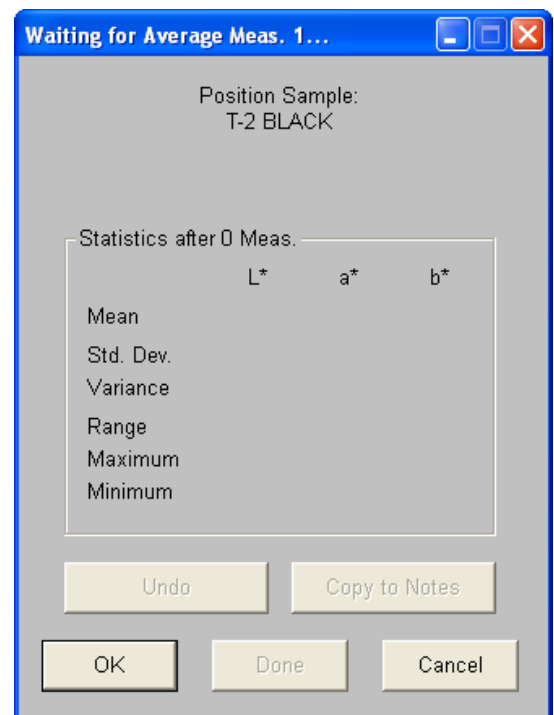 Waiting for Average Meas. 1...
Position Sample:
T-2 BLACK
Statistics after 0 Meas.
L* a* b*
Mean
Std. Dev.
Variance
Range
Maximum
Minimum
Undo Copy to Notes
OK Done Cancel